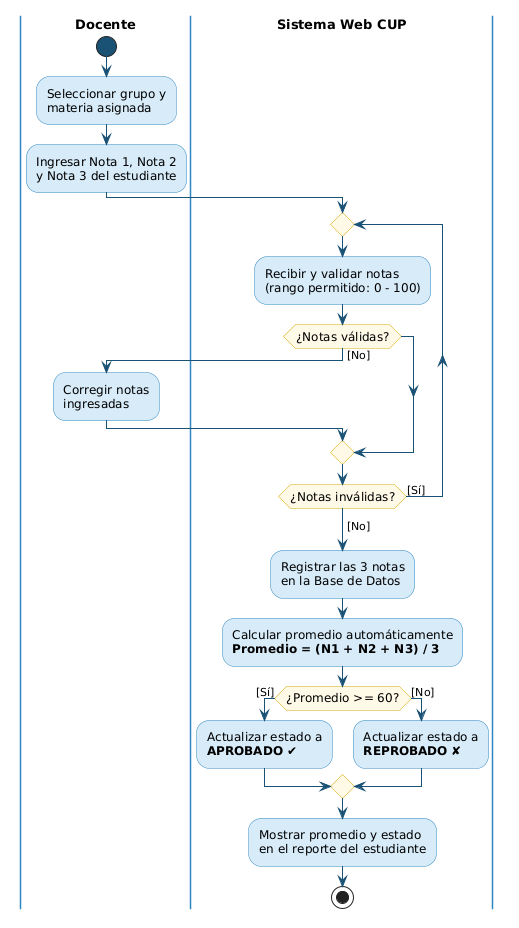 Docente
Sistema Web CUP
Seleccionar grupo y
materia asignada
Ingresar Nota 1, Nota 2
y Nota 3 del estudiante
Recibir y validar notas
(rango permitido: 0 - 100)
¿Notas válidas?
[No]
Corregir notas
ingresadas
¿Notas inválidas?
[Sí]
[No]
Registrar las 3 notas
en la Base de Datos
Calcular promedio automáticamente
Promedio = (N1 + N2 + N3) / 3
[Sí]
¿Promedio >= 60?
[No]
Actualizar estado a
APROBADO ✔
Actualizar estado a
REPROBADO ✘
Mostrar promedio y estado
en el reporte del estudiante